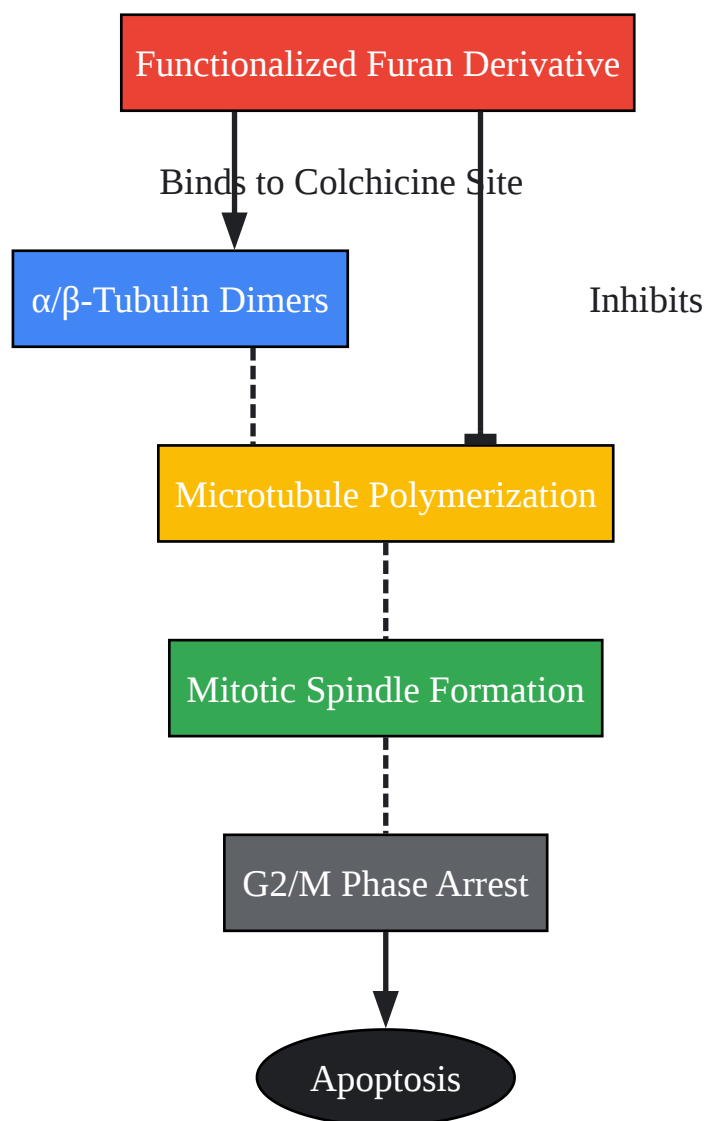 Functionalized Furan Derivative
Binds to Colchicine Site
α/β-Tubulin Dimers
Inhibits
Microtubule Polymerization
Mitotic Spindle Formation
G2/M Phase Arrest
Apoptosis